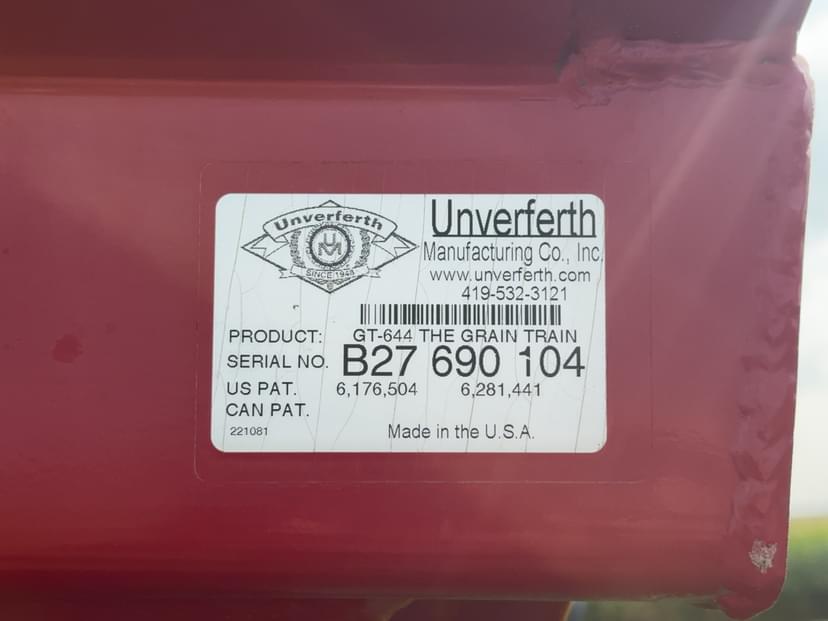 Unverferth
UM
SINCE 1948
Unverferth
Manufacturing Co., Inc.
www.unverferth.com
419-532-3121
PRODUCT: GT-644 THE GRAIN TRAIN
SERIAL NO. B27 690 104
US PAT. 6,176,504 6,281,441
CAN PAT.
221081 Made in the U.S.A.